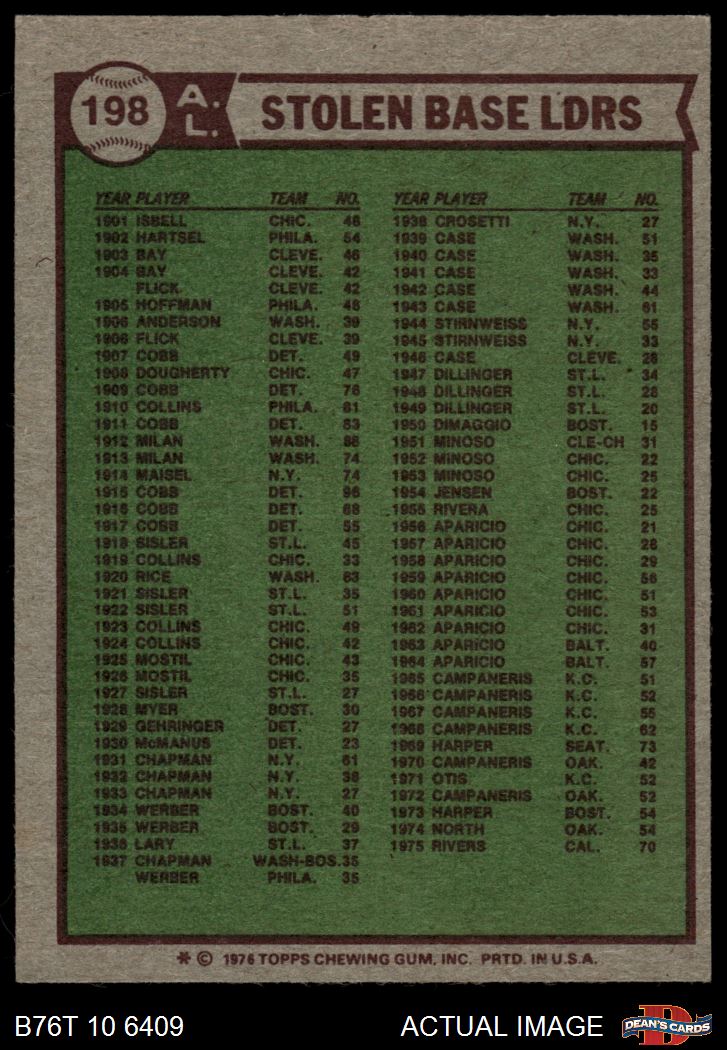 198
A.L.
STOLEN BASE LDRS
YEAR PLAYER TEAM NO.
1901 ISBELL CHIC. 48
1902 HARTSEL PHILA. 54
1903 BAY CLEVE. 46
1904 BAY CLEVE. 42
FLICK CLEVE. 42
1905 HOFFMAN PHILA. 46
1906 ANDERSON WASH. 39
1906 FLICK CLEVE. 39
1907 COBB DET. 49
1908 DOUGHERTY CHIC. 47
1909 COBB DET. 76
1910 COLLINS PHILA. 81
1911 COBB DET. 83
1912 MILAN WASH. 88
1913 MILAN WASH. 74
1914 MAISEL N.Y. 74
1915 COBB DET. 96
1916 COBB DET. 68
1917 COBB DET. 55
1918 SISLER ST.L. 45
1919 COLLINS CHIC. 33
1920 RICE WASH. 63
1921 SISLER ST.L. 35
1922 SISLER ST.L. 51
1923 COLLINS CHIC. 49
1924 COLLINS CHIC. 42
1925 MOSTIL CHIC. 43
1926 MOSTIL CHIC. 35
1927 SISLER ST.L. 27
1928 MYER BOST. 30
1929 GEHRINGER DET. 27
1930 McMANUS DET. 23
1931 CHAPMAN N.Y. 61
1932 CHAPMAN N.Y. 38
1933 CHAPMAN N.Y. 27
1934 WERBER BOST. 40
1935 WERBER BOST. 29
1936 LARY ST.L. 37
1937 CHAPMAN WASH-BOS. 35
WERBER PHILA. 35
YEAR PLAYER TEAM NO.
1938 CROSETTI N.Y. 27
1939 CASE WASH. 51
1940 CASE WASH. 35
1941 CASE WASH. 33
1942 CASE WASH. 44
1943 CASE WASH. 61
1944 STIRNWEISS N.Y. 55
1945 STIRNWEISS N.Y. 33
1946 CASE CLEVE. 28
1947 DILLINGER ST.L. 34
1948 DILLINGER ST.L. 28
1949 DILLINGER ST.L. 20
1950 DIMAGGIO BOST. 15
1951 MINOSO CLE-CH 31
1952 MINOSO CHIC. 22
1953 MINOSO CHIC. 25
1954 JENSEN BOST. 22
1955 RIVERA CHIC. 25
1956 APARICIO CHIC. 21
1957 APARICIO CHIC. 28
1958 APARICIO CHIC. 29
1959 APARICIO CHIC. 56
1960 APARICIO CHIC. 51
1961 APARICIO CHIC. 53
1962 APARICIO CHIC. 31
1963 APARICIO BALT. 40
1964 APARICIO BALT. 57
1965 CAMPANERIS K.C. 51
1966 CAMPANERIS K.C. 52
1967 CAMPANERIS K.C. 55
1968 CAMPANERIS K.C. 62
1969 HARPER SEAT. 73
1970 CAMPANERIS OAK. 42
1971 OTIS K.C. 52
1972 CAMPANERIS OAK. 52
1973 HARPER BOST. 54
1974 NORTH OAK. 54
1975 RIVERS CAL. 70
* © 1976 TOPPS CHEWING GUM, INC. PRTD. IN U.S.A.
B76T 10 6409 ACTUAL IMAGE
DEAN'S CARDS